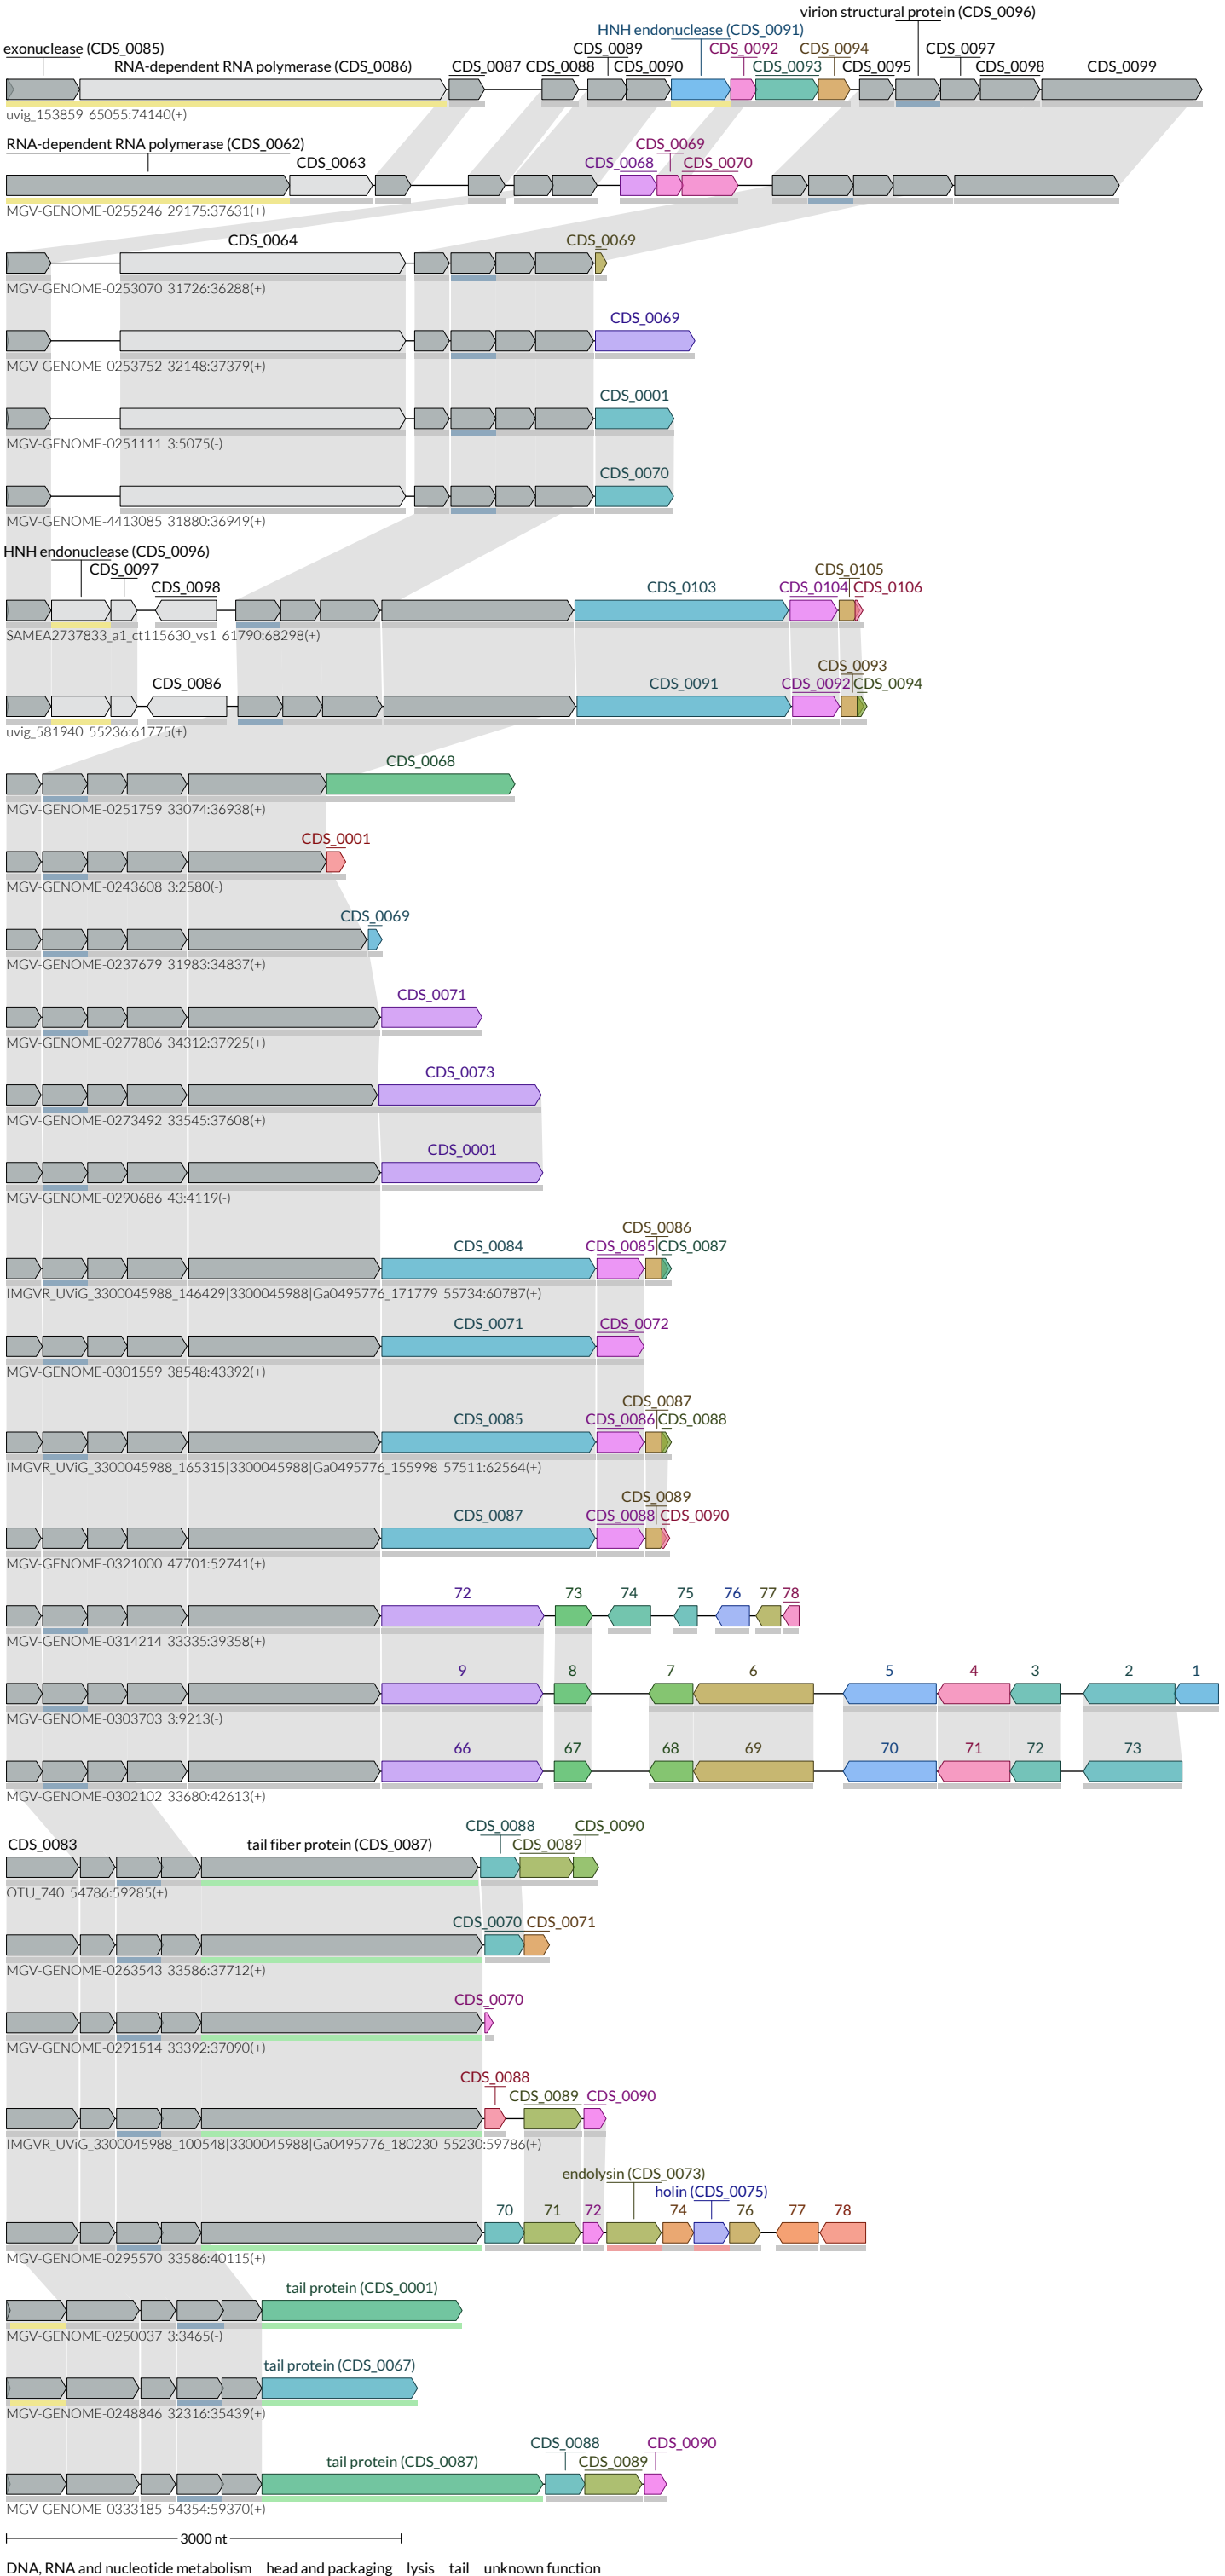 virion structural protein (CDS_0096)
HNH endonuclease (CDS_0091)
exonuclease (CDS_0085) CDS_0089 CDS_0092 CDS_0094 CDS_0097
RNA-dependent RNA polymerase (CDS_0086) CDS_0087 CDS_0088 CDS_0090 CDS_0093 CDS_0095 CDS_0098 CDS_0099
uvig_153859 65055:74140(+)
RNA-dependent RNA polymerase (CDS_0062) CDS_0069
CDS_0063 CDS_0068 CDS_0070
MGV-GENOME-0255246 29175:37631(+)
CDS_0064 CDS_0069
MGV-GENOME-0253070 31726:36288(+)
CDS_0069
MGV-GENOME-0253752 32148:37379(+)
CDS_0001
MGV-GENOME-0251111 3:5075(-)
CDS_0070
MGV-GENOME-4413085 31880:36949(+)
HNH endonuclease (CDS_0096)
CDS_0097 CDS_0105
CDS_0098 CDS_0103 CDS_0104 CDS_0106
SAMEA2737833_a1_ct115630_vs1 61790:68298(+)
CDS_0093
CDS_0086 CDS_0091 CDS_0092 CDS_0094
uvig_581940 55236:61775(+)
CDS_0068
MGV-GENOME-0251759 33074:36938(+)
CDS_0001
MGV-GENOME-0243608 3:2580(-)
CDS_0069
MGV-GENOME-0237679 31983:34837(+)
CDS_0071
MGV-GENOME-0277806 34312:37925(+)
CDS_0073
MGV-GENOME-0273492 33545:37608(+)
CDS_0001
MGV-GENOME-0290686 43:4119(-)
CDS_0086
CDS_0084 CDS_0085 CDS_0087
IMGVR_UViG_3300045988_146429|3300045988|Ga0495776_171779 55734:60787(+)
CDS_0071 CDS_0072
MGV-GENOME-0301559 38548:43392(+)
CDS_0087
CDS_0085 CDS_0086 CDS_0088
IMGVR_UViG_3300045988_165315|3300045988|Ga0495776_155998 57511:62564(+)
CDS_0089
CDS_0087 CDS_0088 CDS_0090
MGV-GENOME-0321000 47701:52741(+)
72 73 74 75 76 77 78
MGV-GENOME-0314214 33335:39358(+)
9 8 7 6 5 4 3 2 1
MGV-GENOME-0303703 3:9213(-)
66 67 68 69 70 71 72 73
MGV-GENOME-0302102 33680:42613(+)
CDS_0088 CDS_0090
CDS_0083 tail fiber protein (CDS_0087) CDS_0089
OTU_740 54786:59285(+)
CDS_0070 CDS_0071
MGV-GENOME-0263543 33586:37712(+)
CDS_0070
MGV-GENOME-0291514 33392:37090(+)
CDS_0088
CDS_0089 CDS_0090
IMGVR_UViG_3300045988_100548|3300045988|Ga0495776_180230 55230:59786(+)
endolysin (CDS_0073)
holin (CDS_0075)
70 71 72 74 76 77 78
MGV-GENOME-0295570 33586:40115(+)
tail protein (CDS_0001)
MGV-GENOME-0250037 3:3465(-)
tail protein (CDS_0067)
MGV-GENOME-0248846 32316:35439(+)
CDS_0088 CDS_0090
tail protein (CDS_0087) CDS_0089
MGV-GENOME-0333185 54354:59370(+)
3000 nt
DNA, RNA and nucleotide metabolism head and packaging lysis tail unknown function